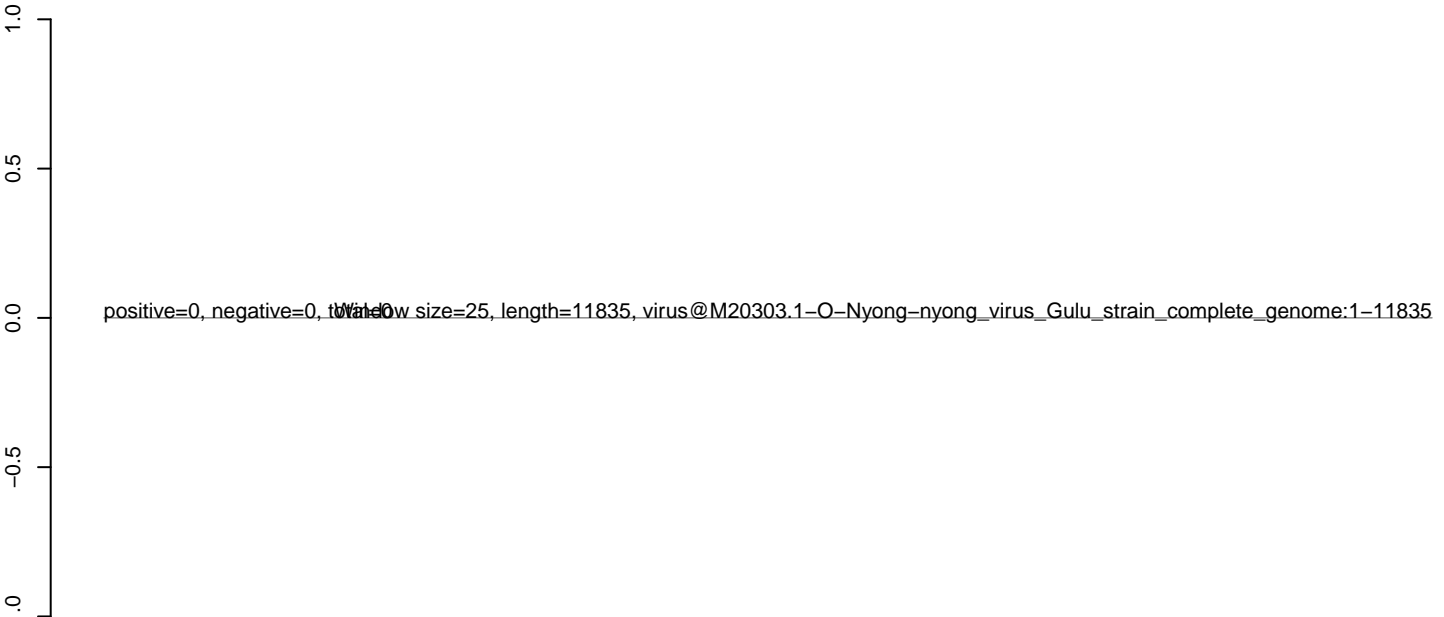 1.0
0.5
0.0
−0.5
.0
positive=0, negative=0, total=0
Window size=25, length=11835, virus@M20303.1−O−Nyong−nyong_virus_Gulu_strain_complete_genome:1−11835